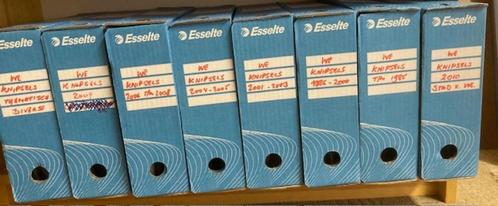 Esselte
WE
KNIPSELS
THEMATISCH
DIVERSE
Esselte
WE
KNIPSELS
2009
Esselte
WE
KNIPSELS
2006 T/M 2008
Esselte
WE
KNIPSELS
2004-2005
Esselte
WE
KNIPSELS
2001-2003
Esselte
WE
KNIPSELS
1986-2000
Esselte
WE
KNIPSELS
T/M 1985
Esselte
WE
KNIPSELS
2010